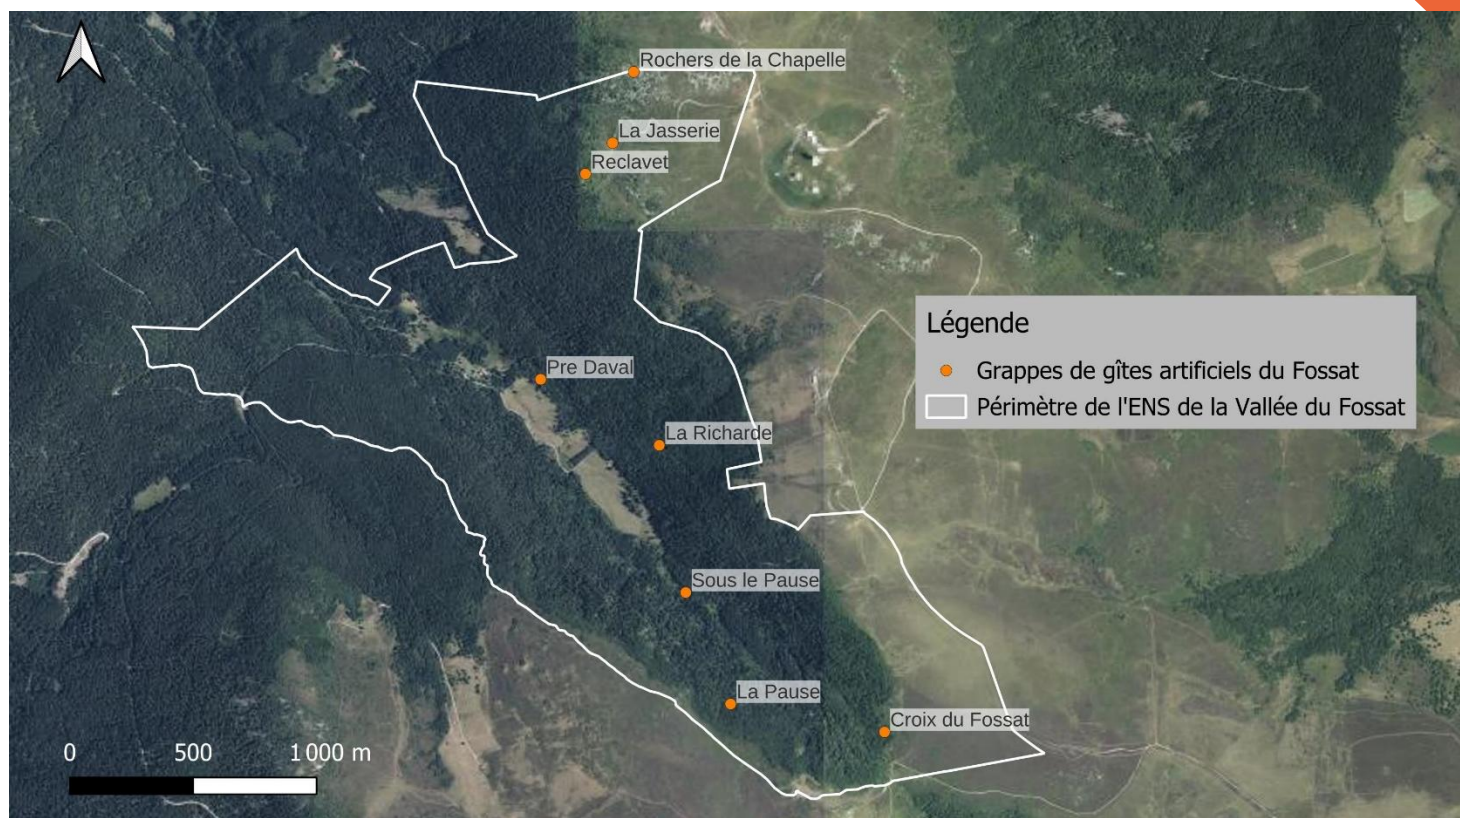 Rochers de la Chapelle
La Jasserie
Reclavet
Légende
Pre Daval
Grappes de gîtes artificiels du Fossat
Périmètre de l'ENS de la Vallée du Fossat
La Richarde
Sous le Pause
La Pause
Croix du Fossat
0 500 1 000 m